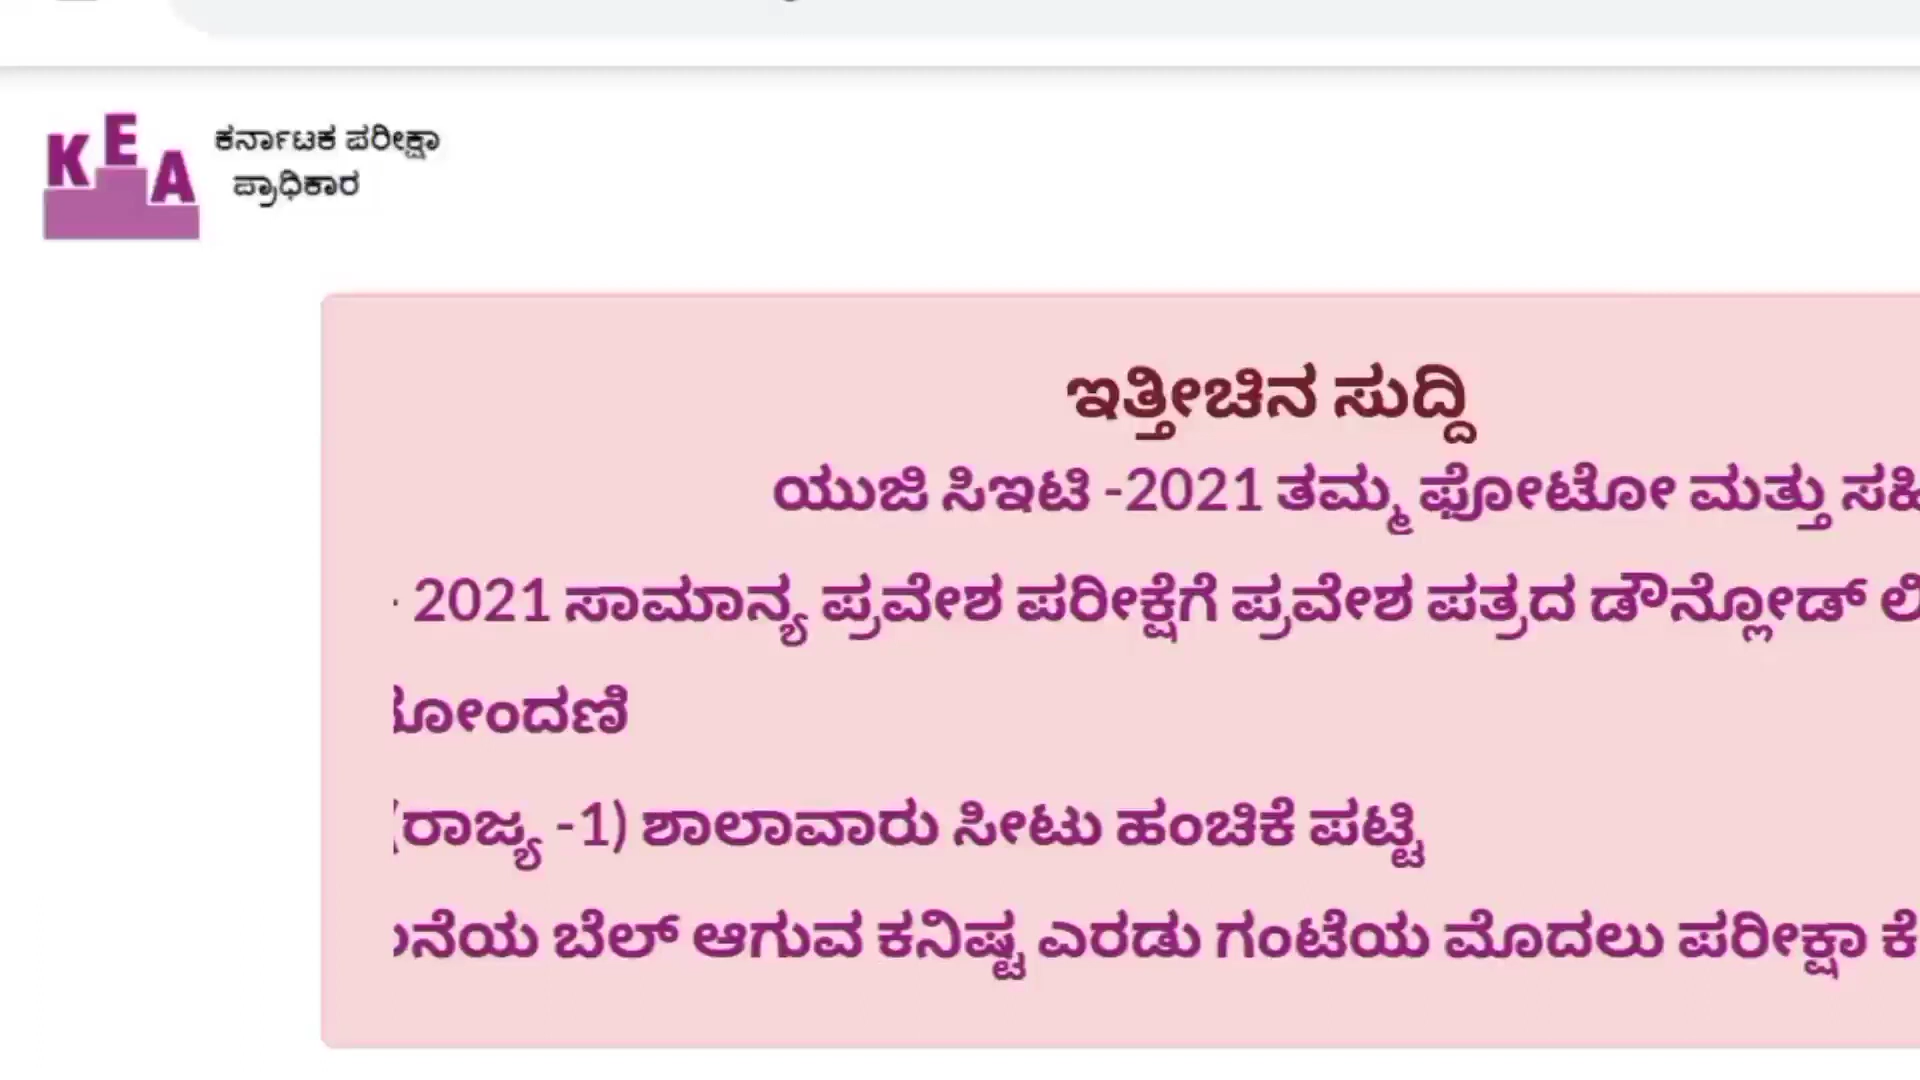 KEA
ಕರ್ನಾಟಕ ಪರೀಕ್ಷಾ
ಪ್ರಾಧಿಕಾರ
ಇತ್ತೀಚಿನ ಸುದ್ದಿ
ಯುಜಿ ಸಿಇಟಿ -2021 ತಮ್ಮ ಫೋಟೋ ಮತ್ತು
- 2021 ಸಾಮಾನ್ಯ ಪ್ರವೇಶ ಪರೀಕ್ಷೆಗೆ ಪ್ರವೇಶ ಪತ್ರದ ಡೌನ್ಲೋಡ್
(ರಾಜ್ಯ -1) ಶಾಲಾವಾರು ಸೀಟು ಹಂಚಿಕೆ ಪಟ್ಟಿ
ಬೆಲ್ ಆಗುವ ಕನಿಷ್ಟ ಎರಡು ಗಂಟೆಯ ಮೊದಲು ಪರೀಕ್ಷಾ